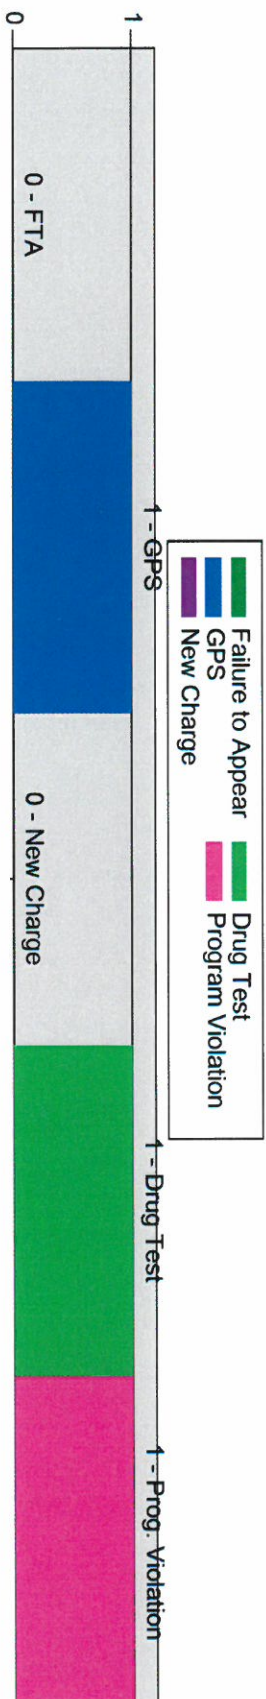 Failure to Appear
Drug Test
GPS
Program Violation
New Charge
1
0
0 - FTA
1 - GPS
0 - New Charge
1 - Drug Test
1 - Prog. Violation